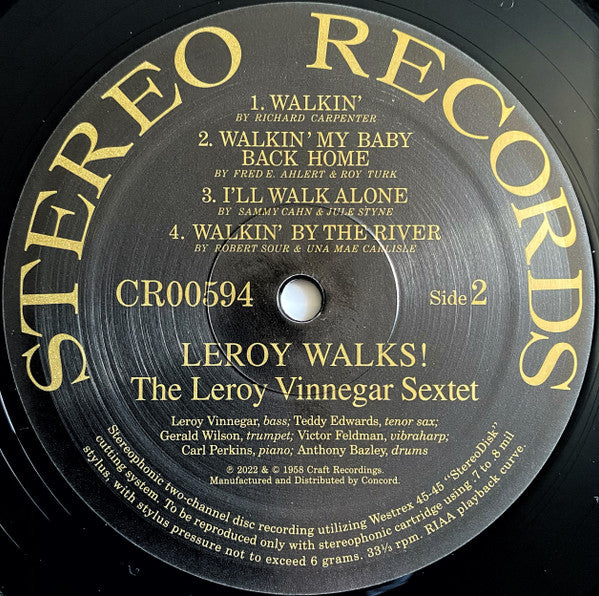 STEREO RECORDS
1. WALKIN'
BY RICHARD CARPENTER
2. WALKIN' MY BABY
BACK HOME
BY FRED E. AHLERT & ROY TURK
3. I'LL WALK ALONE
BY SAMMY CAHN & JULE STYNE
4. WALKIN' BY THE RIVER
BY ROBERT SOUR & UNA MAE CARLISLE
CR00594
Side 2
LEROY WALKS!
The Leroy Vinnegar Sextet
Leroy Vinnegar, bass; Teddy Edwards, tenor sax;
Gerald Wilson, trumpet; Victor Feldman, vibraharp;
Carl Perkins, piano; Anthony Bazley, drums
℗ 2022 & © 1958 Craft Recordings.
Manufactured and Distributed by Concord.
Stereophonic two-channel disc recording utilizing Westrex 45-45 "StereoDisk"
cutting system. To be reproduced only with stereophonic cartridge using .7 to .8 mil
stylus, with stylus pressure not to exceed 6 grams. 33⅓ rpm. RIAA playback curve.